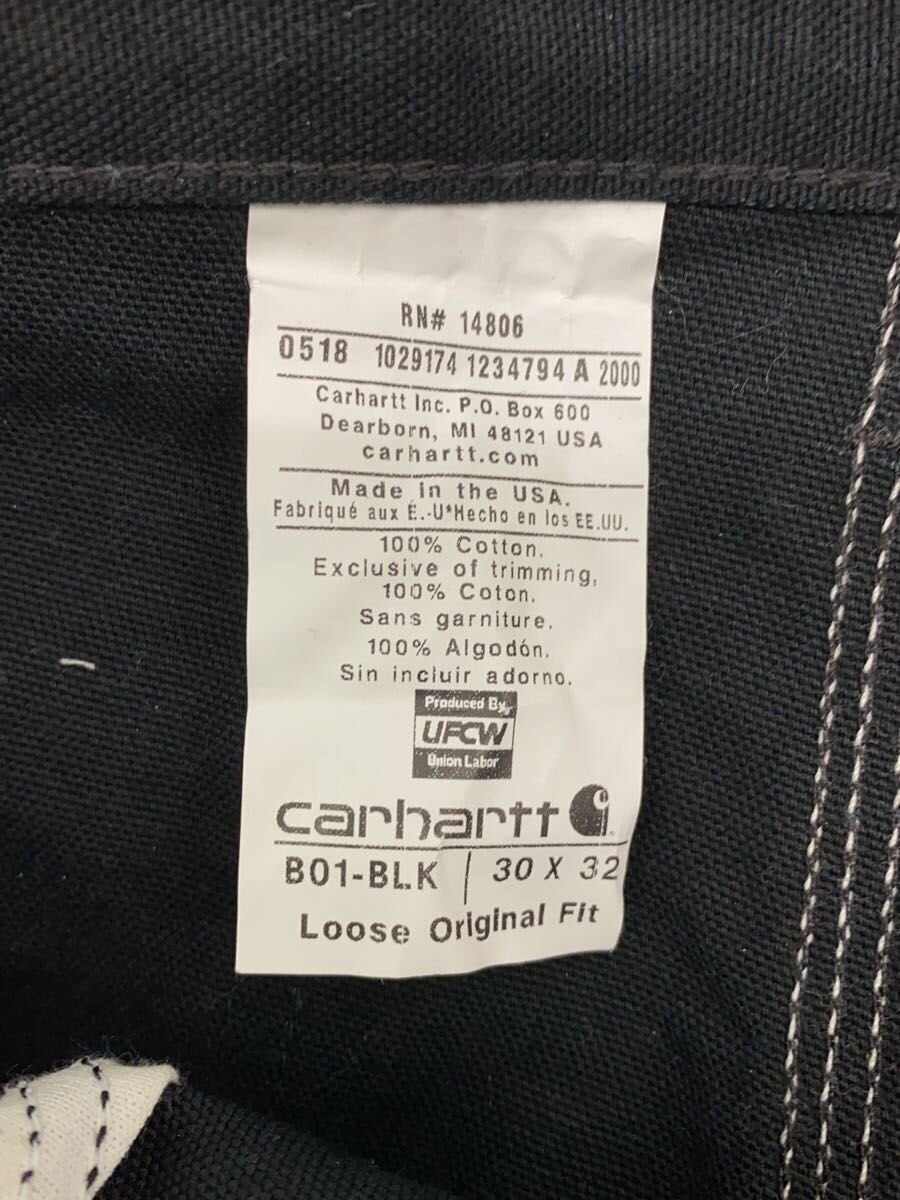 RN# 14806
0518 1029174 1234794 A 2000
Carhartt Inc. P.O. Box 600
Dearborn, MI 48121 USA
carhartt.com
Made in the USA.
Fabriqué aux É.-U*Hecho en los EE.UU.
100% Cotton.
Exclusive of trimming,
100% Coton.
Sans garniture.
100% Algodón.
Sin incluir adorno.
Produced By
UFCW
Union Labor
carhartt
B01-BLK | 30 X 32
Loose Original Fit